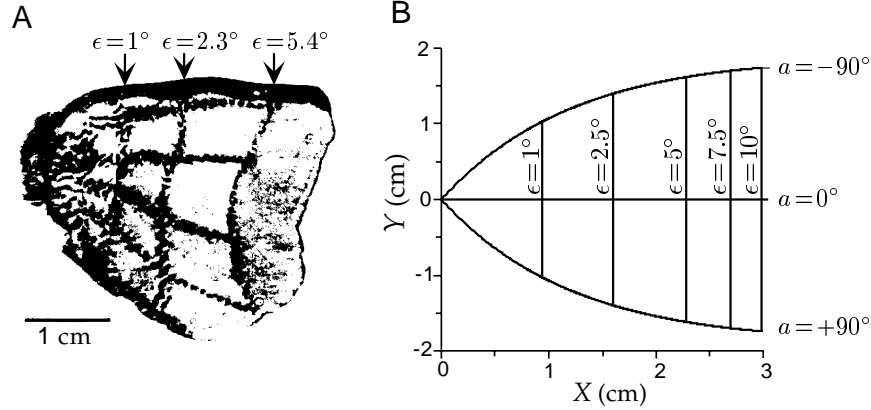 A
ϵ=1° ϵ=2.3° ϵ=5.4°
1 cm
B
2
1
0
-1
-2
Y (cm)
0 1 2 3
X (cm)
ϵ=1°
ϵ=2.5°
ϵ=5°
ϵ=7.5°
ϵ=10°
a=−90°
a=0°
a=+90°